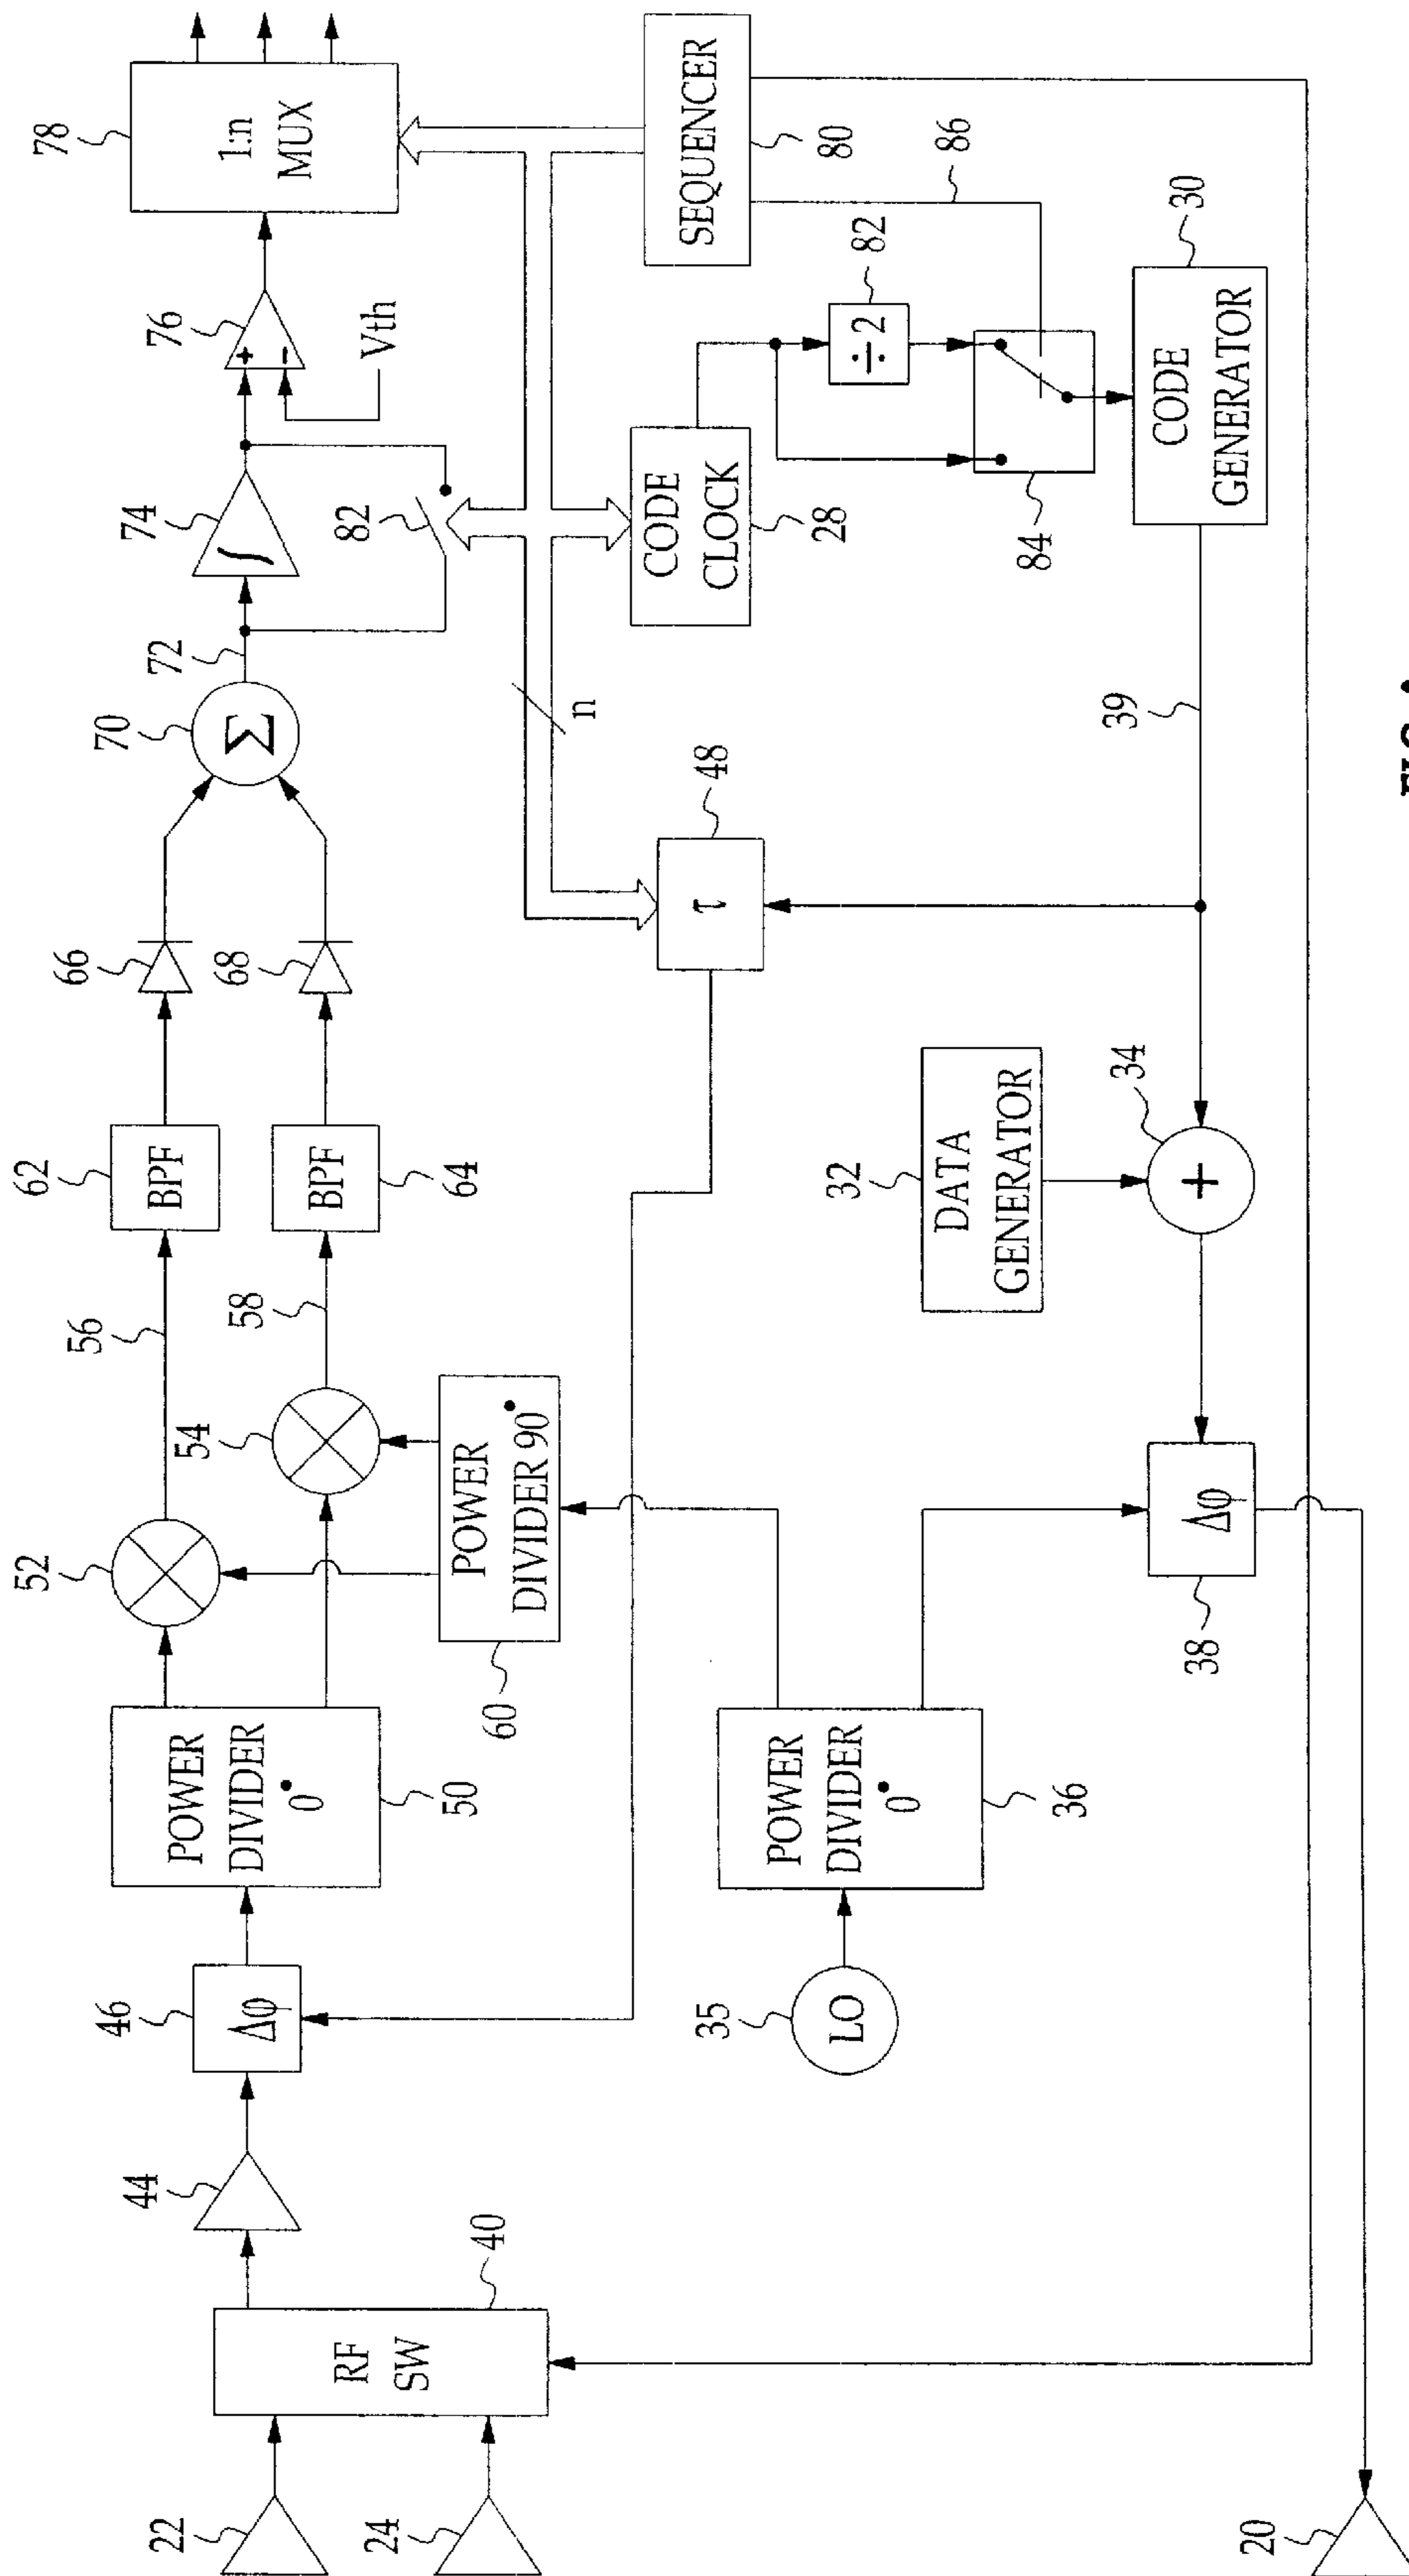 22
24
RF
SW
40
44
Δφ
46
POWER
DIVIDER
0°
50
52
54
56
58
POWER
DIVIDER 90°
60
BPF
62
BPF
64
66
68
Σ
70
72
∫
74
82
+
−
76
Vth
1:n
MUX
78
n
SEQUENCER
80
86
CODE
CLOCK
28
÷2
82
84
CODE
GENERATOR
30
39
τ
48
DATA
GENERATOR
32
+
34
LO
35
POWER
DIVIDER
0°
36
Δφ
38
20